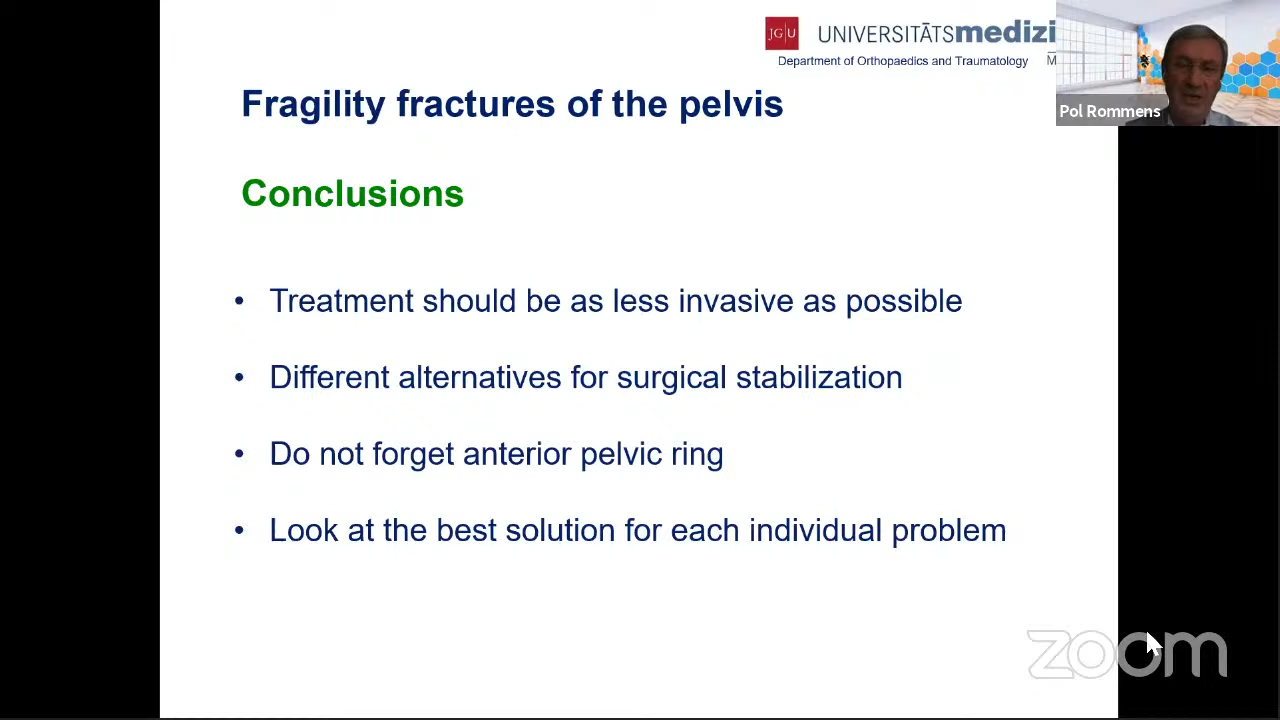 JG|U UNIVERSITÄTSmedizi
Department of Orthopaedics and Traumatology M
Pol Rommens
Fragility fractures of the pelvis
Conclusions
• Treatment should be as less invasive as possible
• Different alternatives for surgical stabilization
• Do not forget anterior pelvic ring
• Look at the best solution for each individual problem
zoom